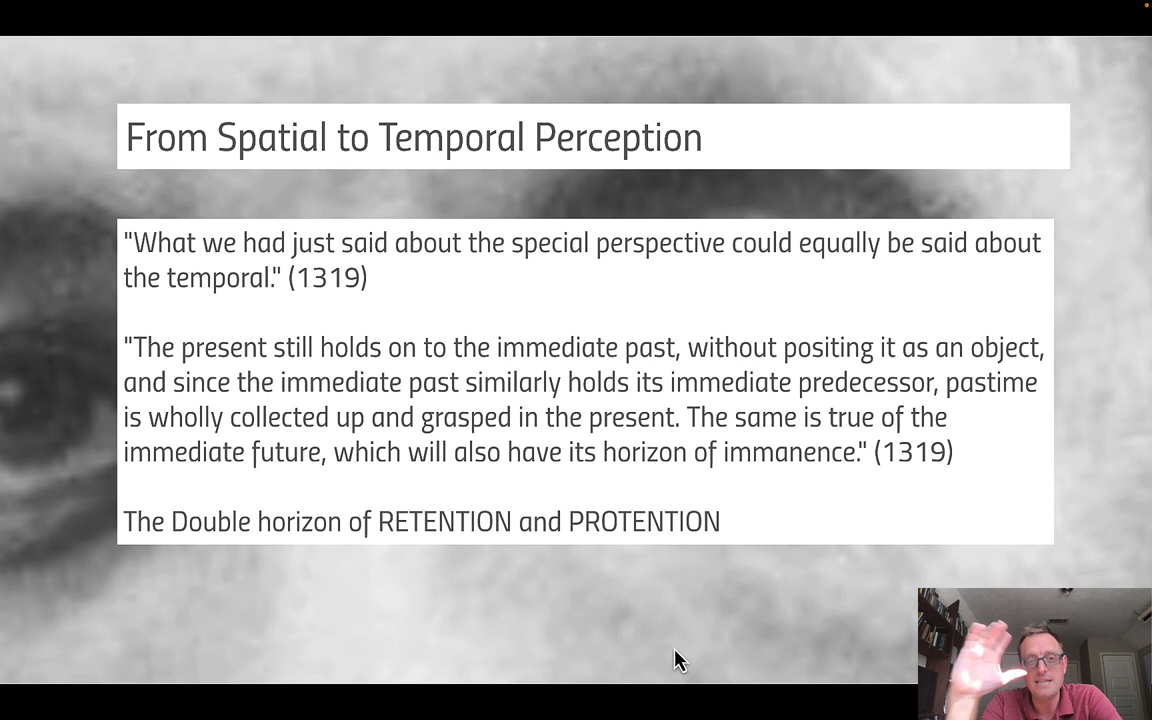 From Spatial to Temporal Perception
"What we had just said about the special perspective could equally be said about
the temporal." (1319)
"The present still holds on to the immediate past, without positing it as an object,
and since the immediate past similarly holds its immediate predecessor, pastime
is wholly collected up and grasped in the present. The same is true of the
immediate future, which will also have its horizon of immanence." (1319)
The Double horizon of RETENTION and PROTENTION